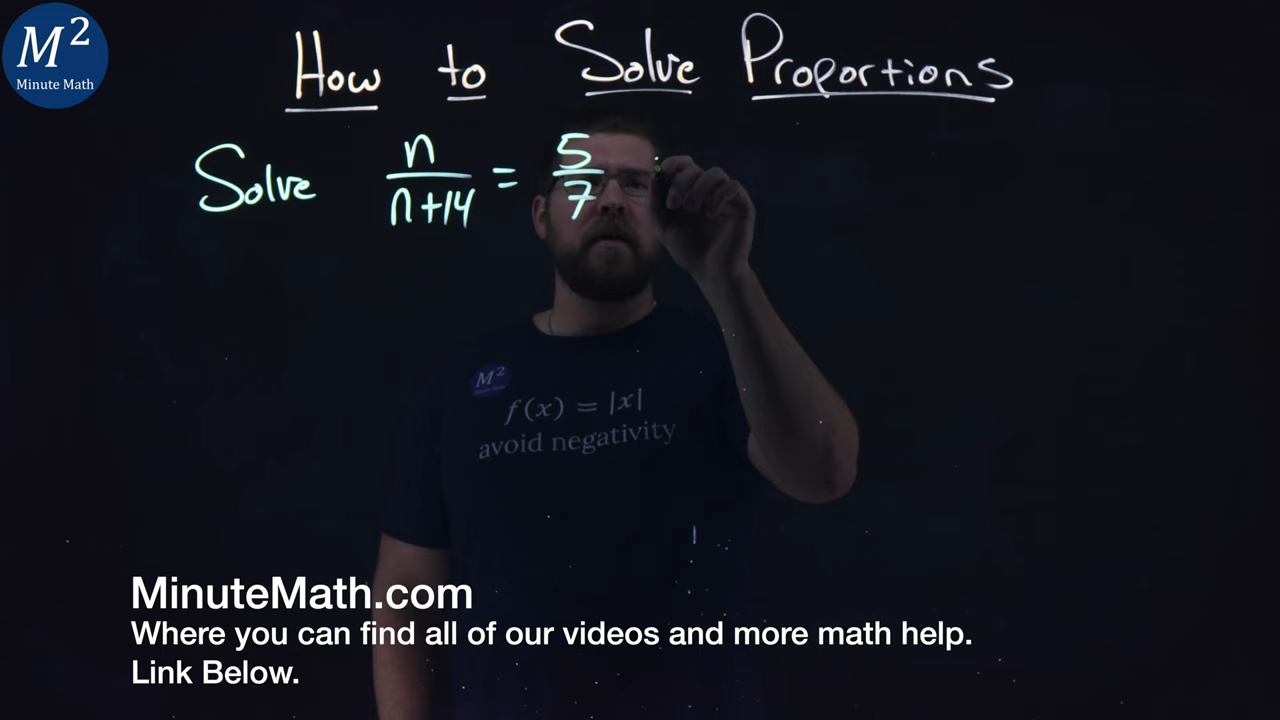 M²
Minute Math
How to Solve Proportions
Solve n/n+14 = 5/7
M²
f(x) = |x|
avoid negativity
MinuteMath.com
Where you can find all of our videos and more math help.
Link Below.